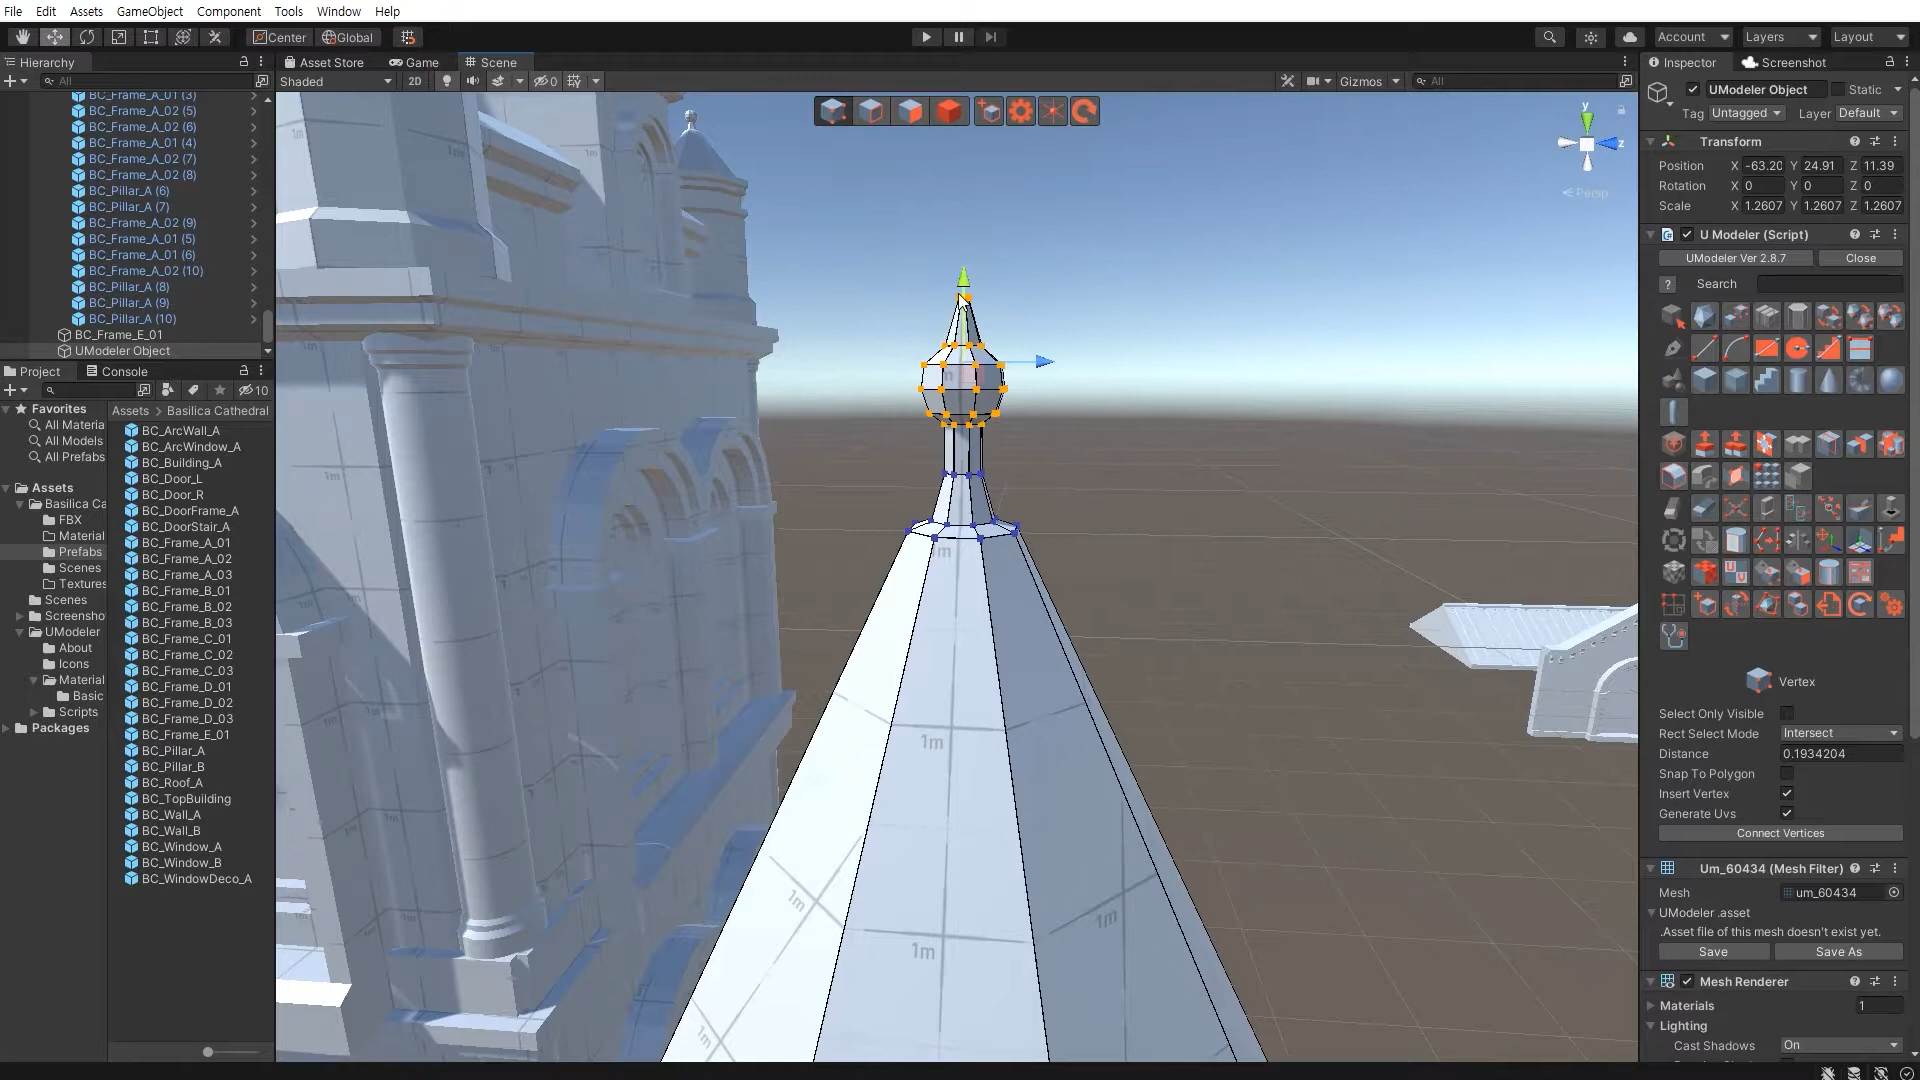 File Edit Assets GameObject Component Tools Window Help
Center Global Account Layers Layout
Hierarchy
All
BC_Frame_A_01 (3)
BC_Frame_A_02 (5)
BC_Frame_A_02 (6)
BC_Frame_A_01 (4)
BC_Frame_A_02 (7)
BC_Frame_A_02 (8)
BC_Pillar_A (6)
BC_Pillar_A (7)
BC_Frame_A_02 (9)
BC_Frame_A_01 (5)
BC_Frame_A_01 (6)
BC_Frame_A_02 (10)
BC_Pillar_A (8)
BC_Pillar_A (9)
BC_Pillar_A (10)
BC_Frame_E_01
UModeler Object
Project Console
10
Favorites
All Materia
All Models
All Prefabs
Assets
Basilica Ca
FBX
Material
Prefabs
Scenes
Textures
Scenes
Screensho
UModeler
About
Icons
Material
Basic
Scripts
Packages
Assets > Basilica Cathedral
BC_ArcWall_A
BC_ArcWindow_A
BC_Building_A
BC_Door_L
BC_Door_R
BC_DoorFrame_A
BC_DoorStair_A
BC_Frame_A_01
BC_Frame_A_02
BC_Frame_A_03
BC_Frame_B_01
BC_Frame_B_02
BC_Frame_B_03
BC_Frame_C_01
BC_Frame_C_02
BC_Frame_C_03
BC_Frame_D_01
BC_Frame_D_02
BC_Frame_D_03
BC_Frame_E_01
BC_Pillar_A
BC_Pillar_B
BC_Roof_A
BC_TopBuilding
BC_Wall_A
BC_Wall_B
BC_Window_A
BC_Window_B
BC_WindowDeco_A
Asset Store Game Scene
Shaded 2D 0 Gizmos All
y
z
Persp
1m
1m
1m
1m
1m
Inspector Screenshot
UModeler Object Static
Tag Untagged Layer Default
Transform
Position X -63.20 Y 24.91 Z 11.39
Rotation X 0 Y 0 Z 0
Scale X 1.2607 Y 1.2607 Z 1.2607
U Modeler (Script)
UModeler Ver 2.8.7 Close
? Search
Vertex
Select Only Visible
Rect Select Mode Intersect
Distance 0.1934204
Snap To Polygon
Insert Vertex
Generate Uvs
Connect Vertices
Um_60434 (Mesh Filter)
Mesh um_60434
UModeler .asset
.Asset file of this mesh doesn't exist yet.
Save Save As
Mesh Renderer
Materials 1
Lighting
Cast Shadows On